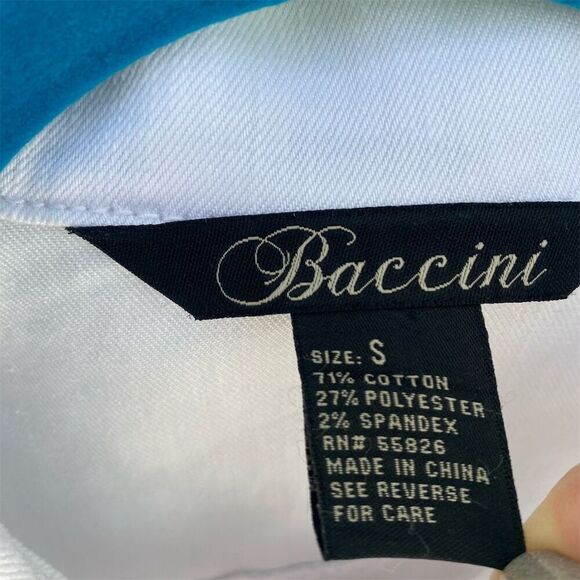 Baccini
SIZE: S
71% COTTON
27% POLYESTER
2% SPANDEX
RN# 55826
MADE IN CHINA
SEE REVERSE
FOR CARE